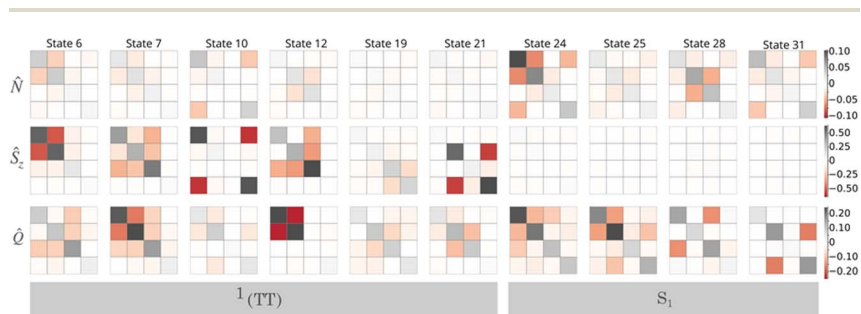 State 6 State 7 State 10 State 12 State 19 State 21 State 24 State 25 State 28 State 31
N̂ 0.10 0.05 0 −0.05 −0.10
Ŝz 0.50 0.25 0 −0.25 −0.50
Q̂ 0.20 0.10 0 −0.10 −0.20
¹(TT) S₁